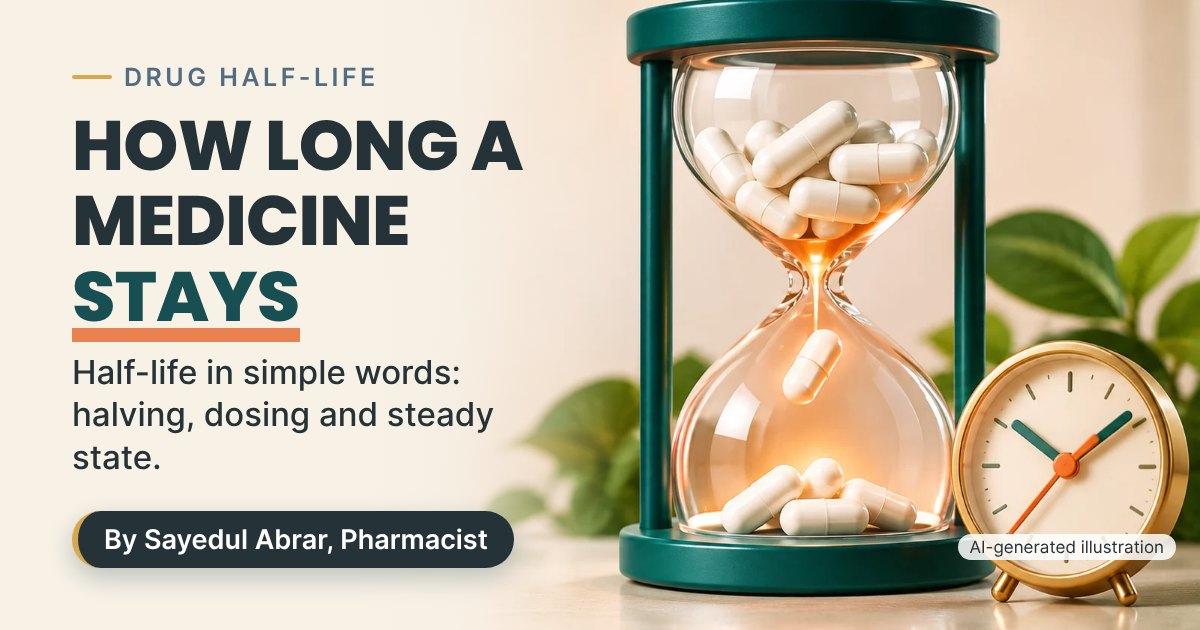 DRUG HALF-LIFE
HOW LONG A
MEDICINE
STAYS
Half-life in simple words:
halving, dosing and steady
state.
By Sayedul Abrar, Pharmacist
AI-generated illustration